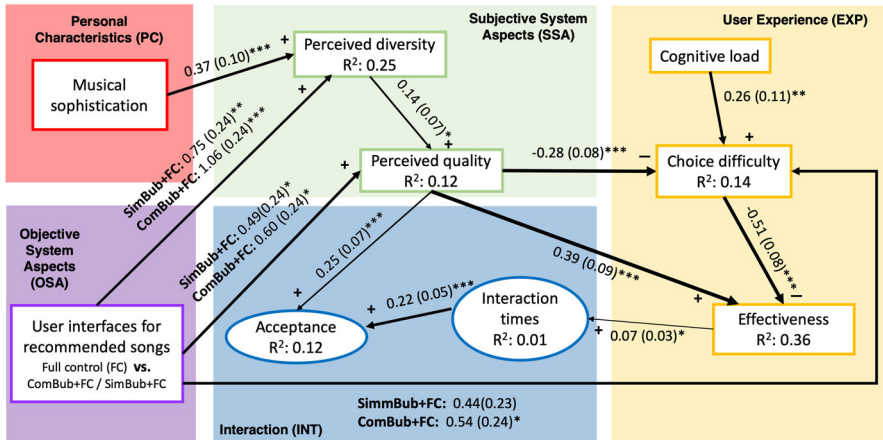 Personal
Characteristics (PC)
Musical
sophistication
0.37 (0.10)***
+
Perceived diversity
R²: 0.25
Subjective System
Aspects (SSA)
User Experience (EXP)
Cognitive load
0.26 (0.11)**
+
+
0.14 (0.07)*
+
SimBub+FC: 0.75 (0.24)**
ComBub+FC: 1.06 (0.24)***
+
Perceived quality
R²: 0.12
-0.28 (0.08)***
–
Choice difficulty
R²: 0.14
+
SimBub+FC: 0.49(0.24)*
ComBub+FC: 0.60 (0.24)*
Objective
System
Aspects
(OSA)
0.25 (0.07)***
+
0.39 (0.09)***
+
-0.51 (0.08)***
–
User interfaces for
recommended songs
Full control (FC) vs.
ComBub+FC / SimBub+FC
Acceptance
R²: 0.12
+
0.22 (0.05)***
Interaction
times
R²: 0.01
+
0.07 (0.03)*
Effectiveness
R²: 0.36
SimmBub+FC: 0.44(0.23)
ComBub+FC: 0.54 (0.24)*
Interaction (INT)